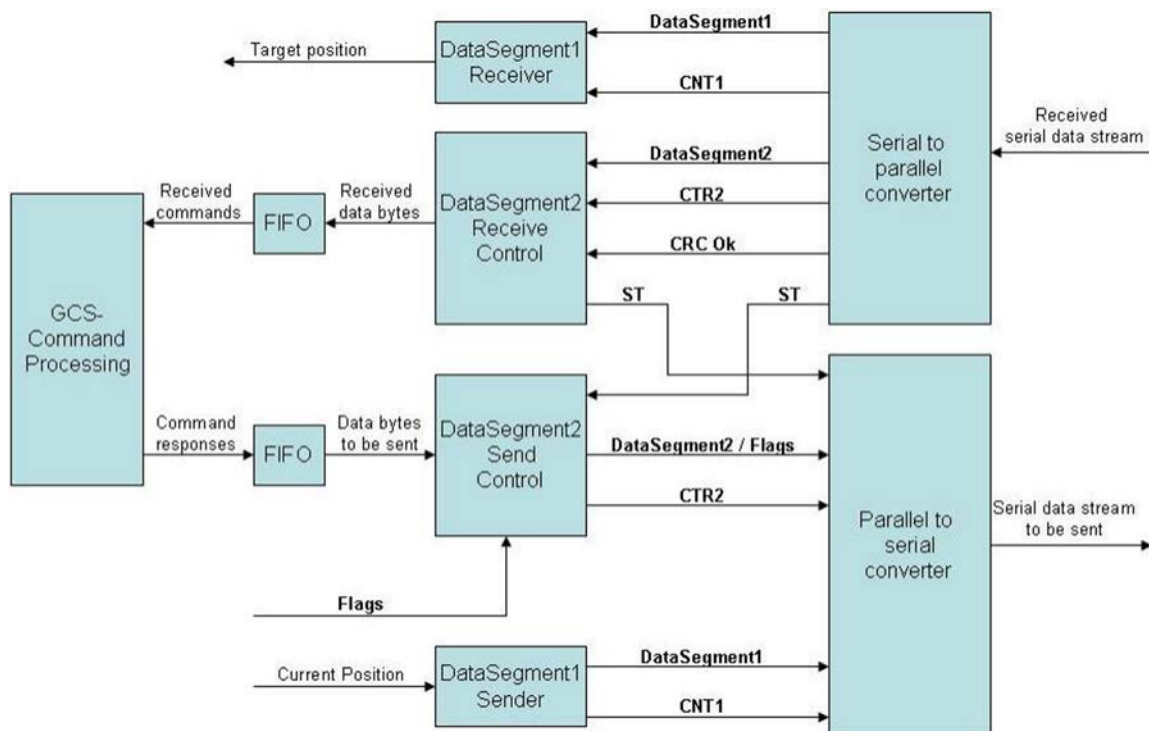 DataSegment1
Target position
DataSegment1
Receiver
CNT1
Received
serial data stream
Serial to
parallel
converter
DataSegment2
CTR2
CRC Ok
ST
ST
DataSegment2
Receive
Control
Received
data bytes
FIFO
Received
commands
GCS-
Command
Processing
Command
responses
FIFO
Data bytes
to be sent
DataSegment2
Send
Control
DataSegment2 / Flags
CTR2
Flags
Parallel to
serial
converter
Serial data stream
to be sent
Current Position
DataSegment1
Sender
DataSegment1
CNT1